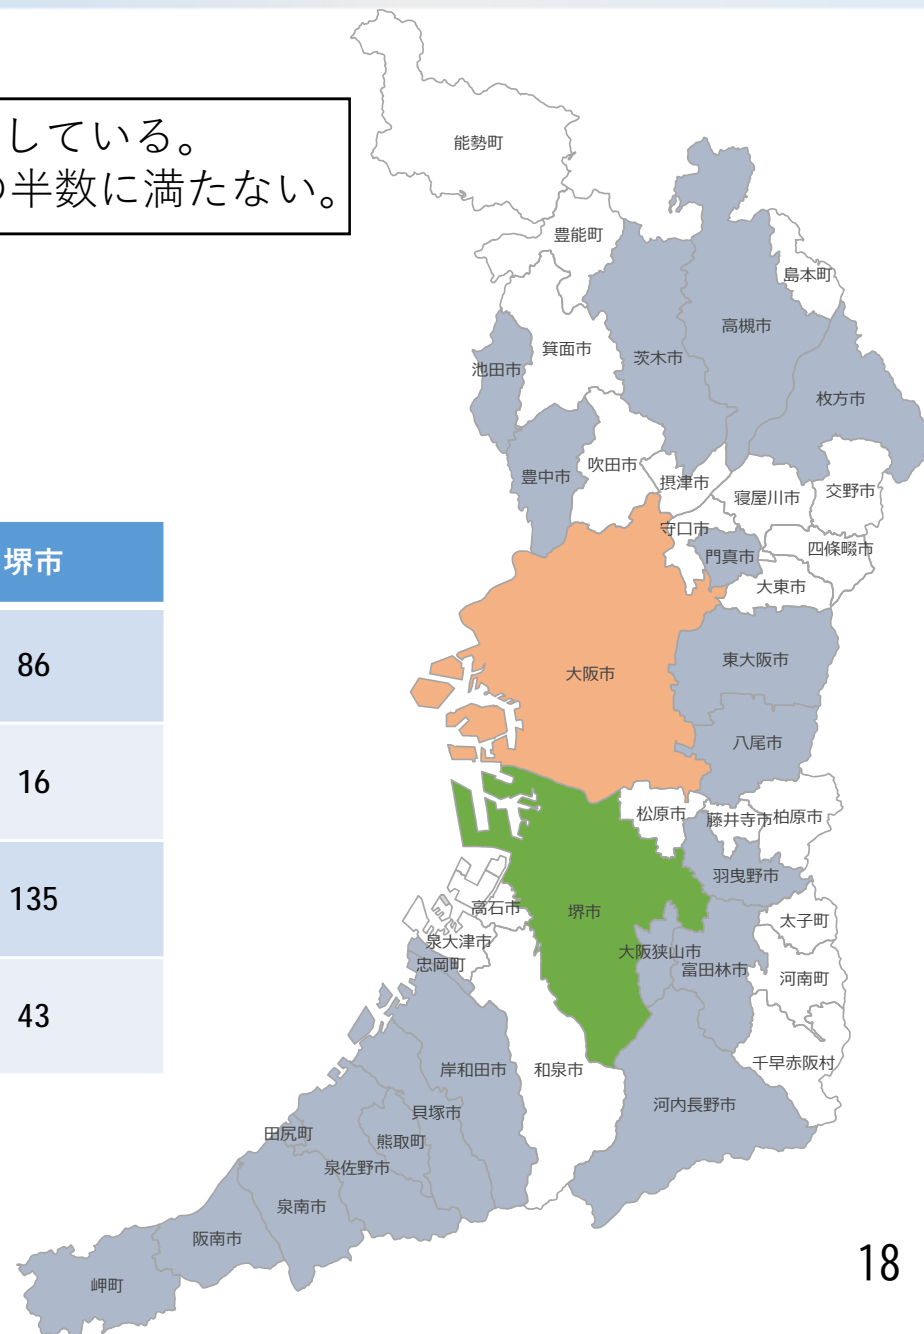 している。
の半数に満たない。
堺市
86
16
135
43
能勢町
豊能町
島本町
高槻市
箕面市
茨木市
池田市
枚方市
吹田市
豊中市
摂津市
寝屋川市
交野市
守口市
四條畷市
門真市
大東市
東大阪市
大阪市
八尾市
松原市
藤井寺市
柏原市
羽曳野市
高石市
堺市
太子町
泉大津市
大阪狭山市
忠岡町
富田林市
河南町
千早赤阪村
岸和田市
和泉市
河内長野市
貝塚市
田尻町
熊取町
泉佐野市
泉南市
阪南市
岬町
18